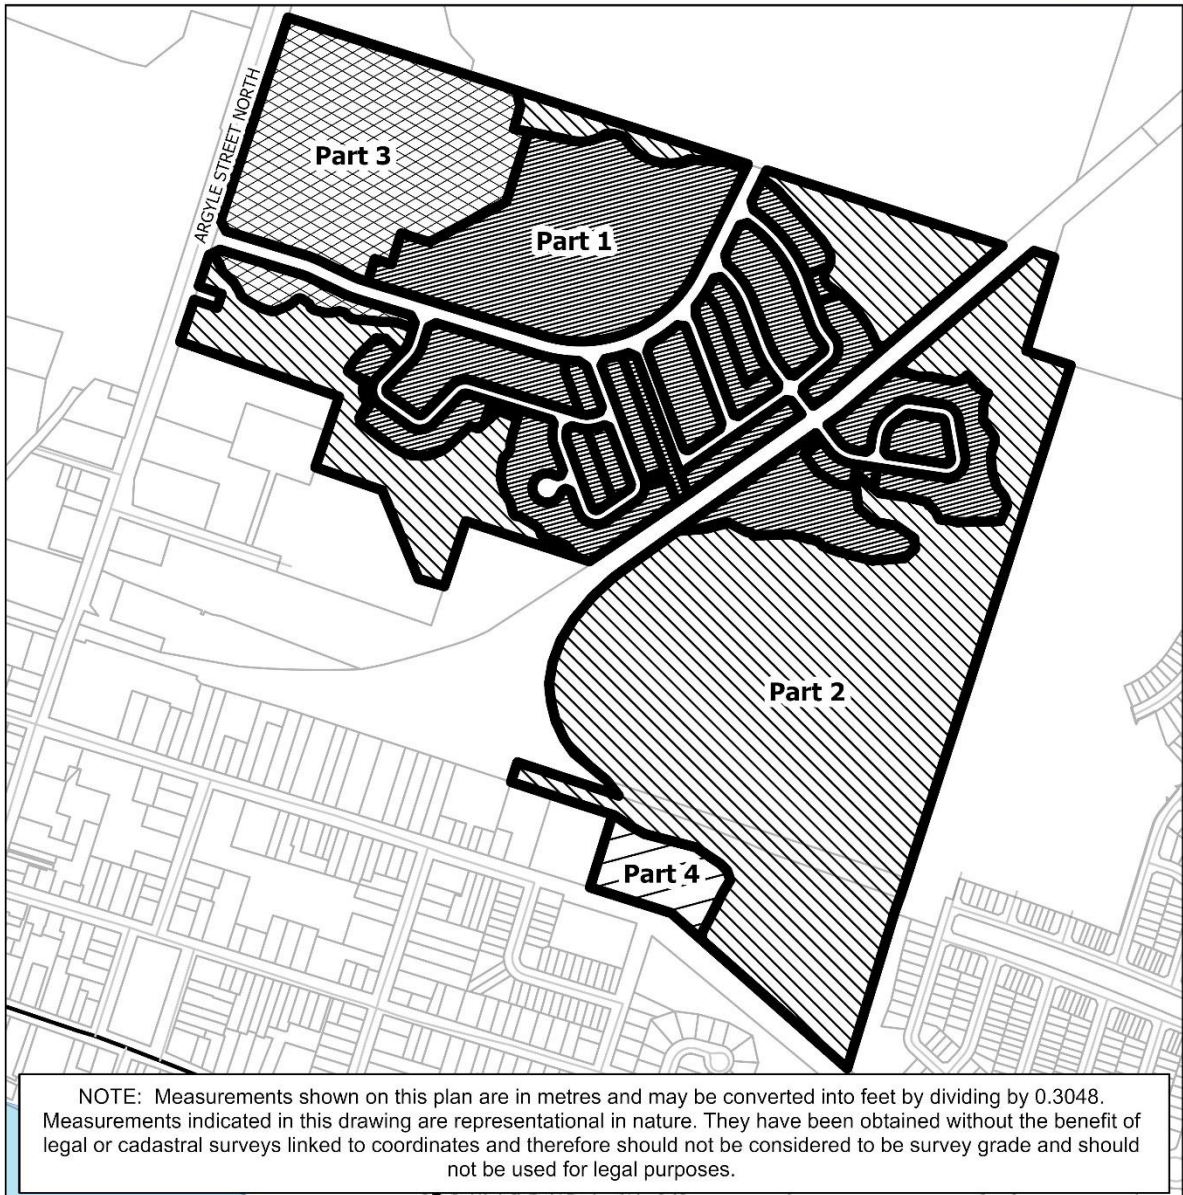 ARGYLE STREET NORTH
Part 3
Part 1
Part 2
Part 4
NOTE: Measurements shown on this plan are in metres and may be converted into feet by dividing by 0.3048.
Measurements indicated in this drawing are representational in nature. They have been obtained without the benefit of
legal or cadastral surveys linked to coordinates and therefore should not be considered to be survey grade and should
not be used for legal purposes.